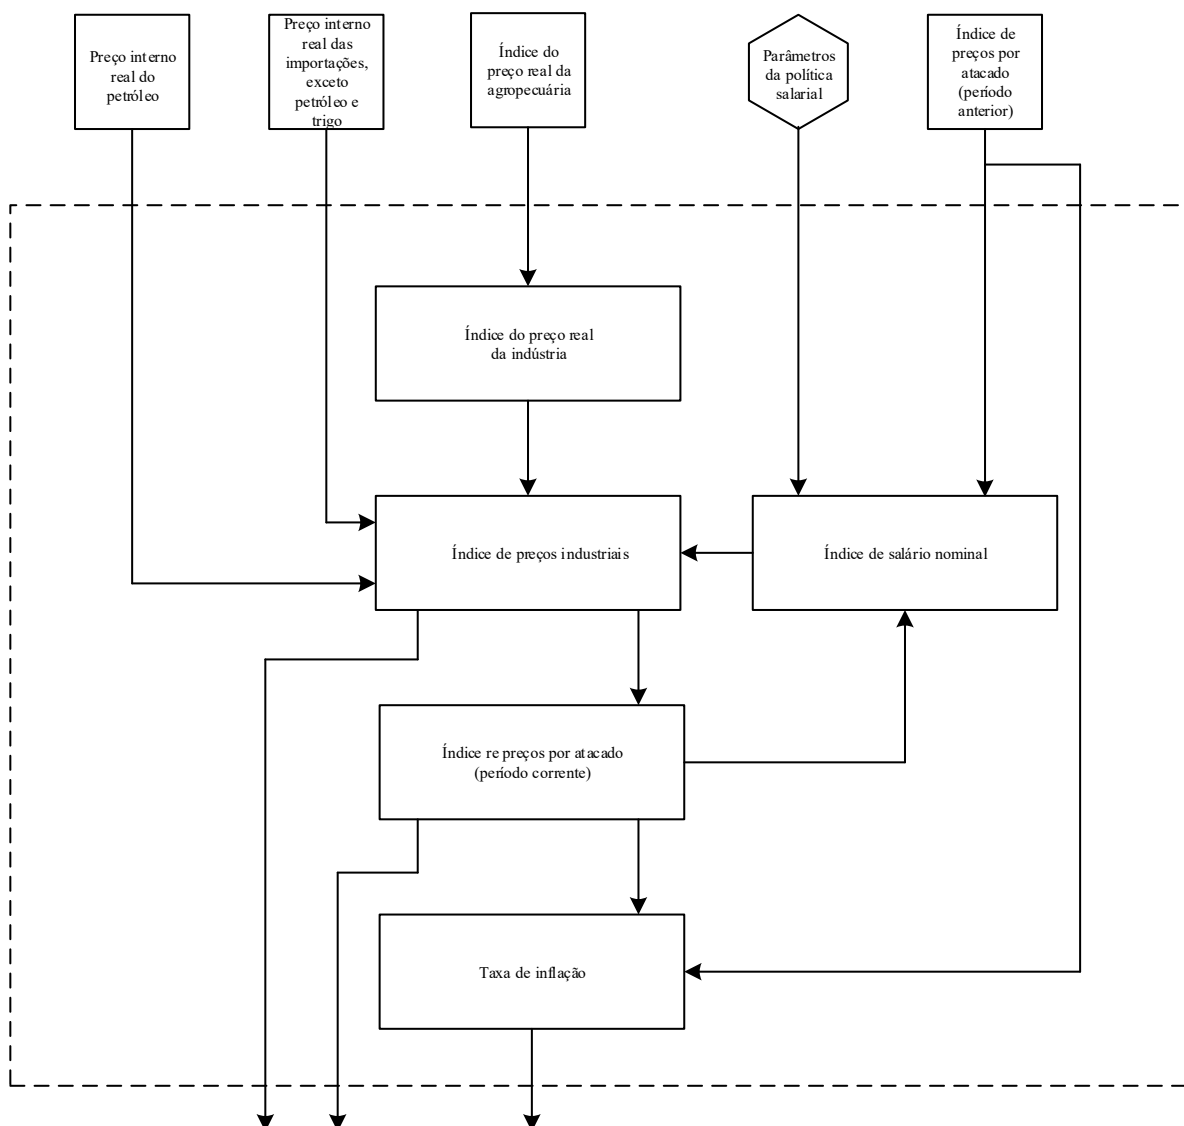 Preço interno
real do
petróleo
Preço interno
real das
importações,
exceto
petróleo e
trigo
Índice do
preço real da
agropecuária
Parâmetros
da política
salarial
Índice de
preços por
atacado
(período
anterior)
Índice do preço real
da indústria
Índice de preços industriais
Índice de salário nominal
Índice re preços por atacado
(período corrente)
Taxa de inflação